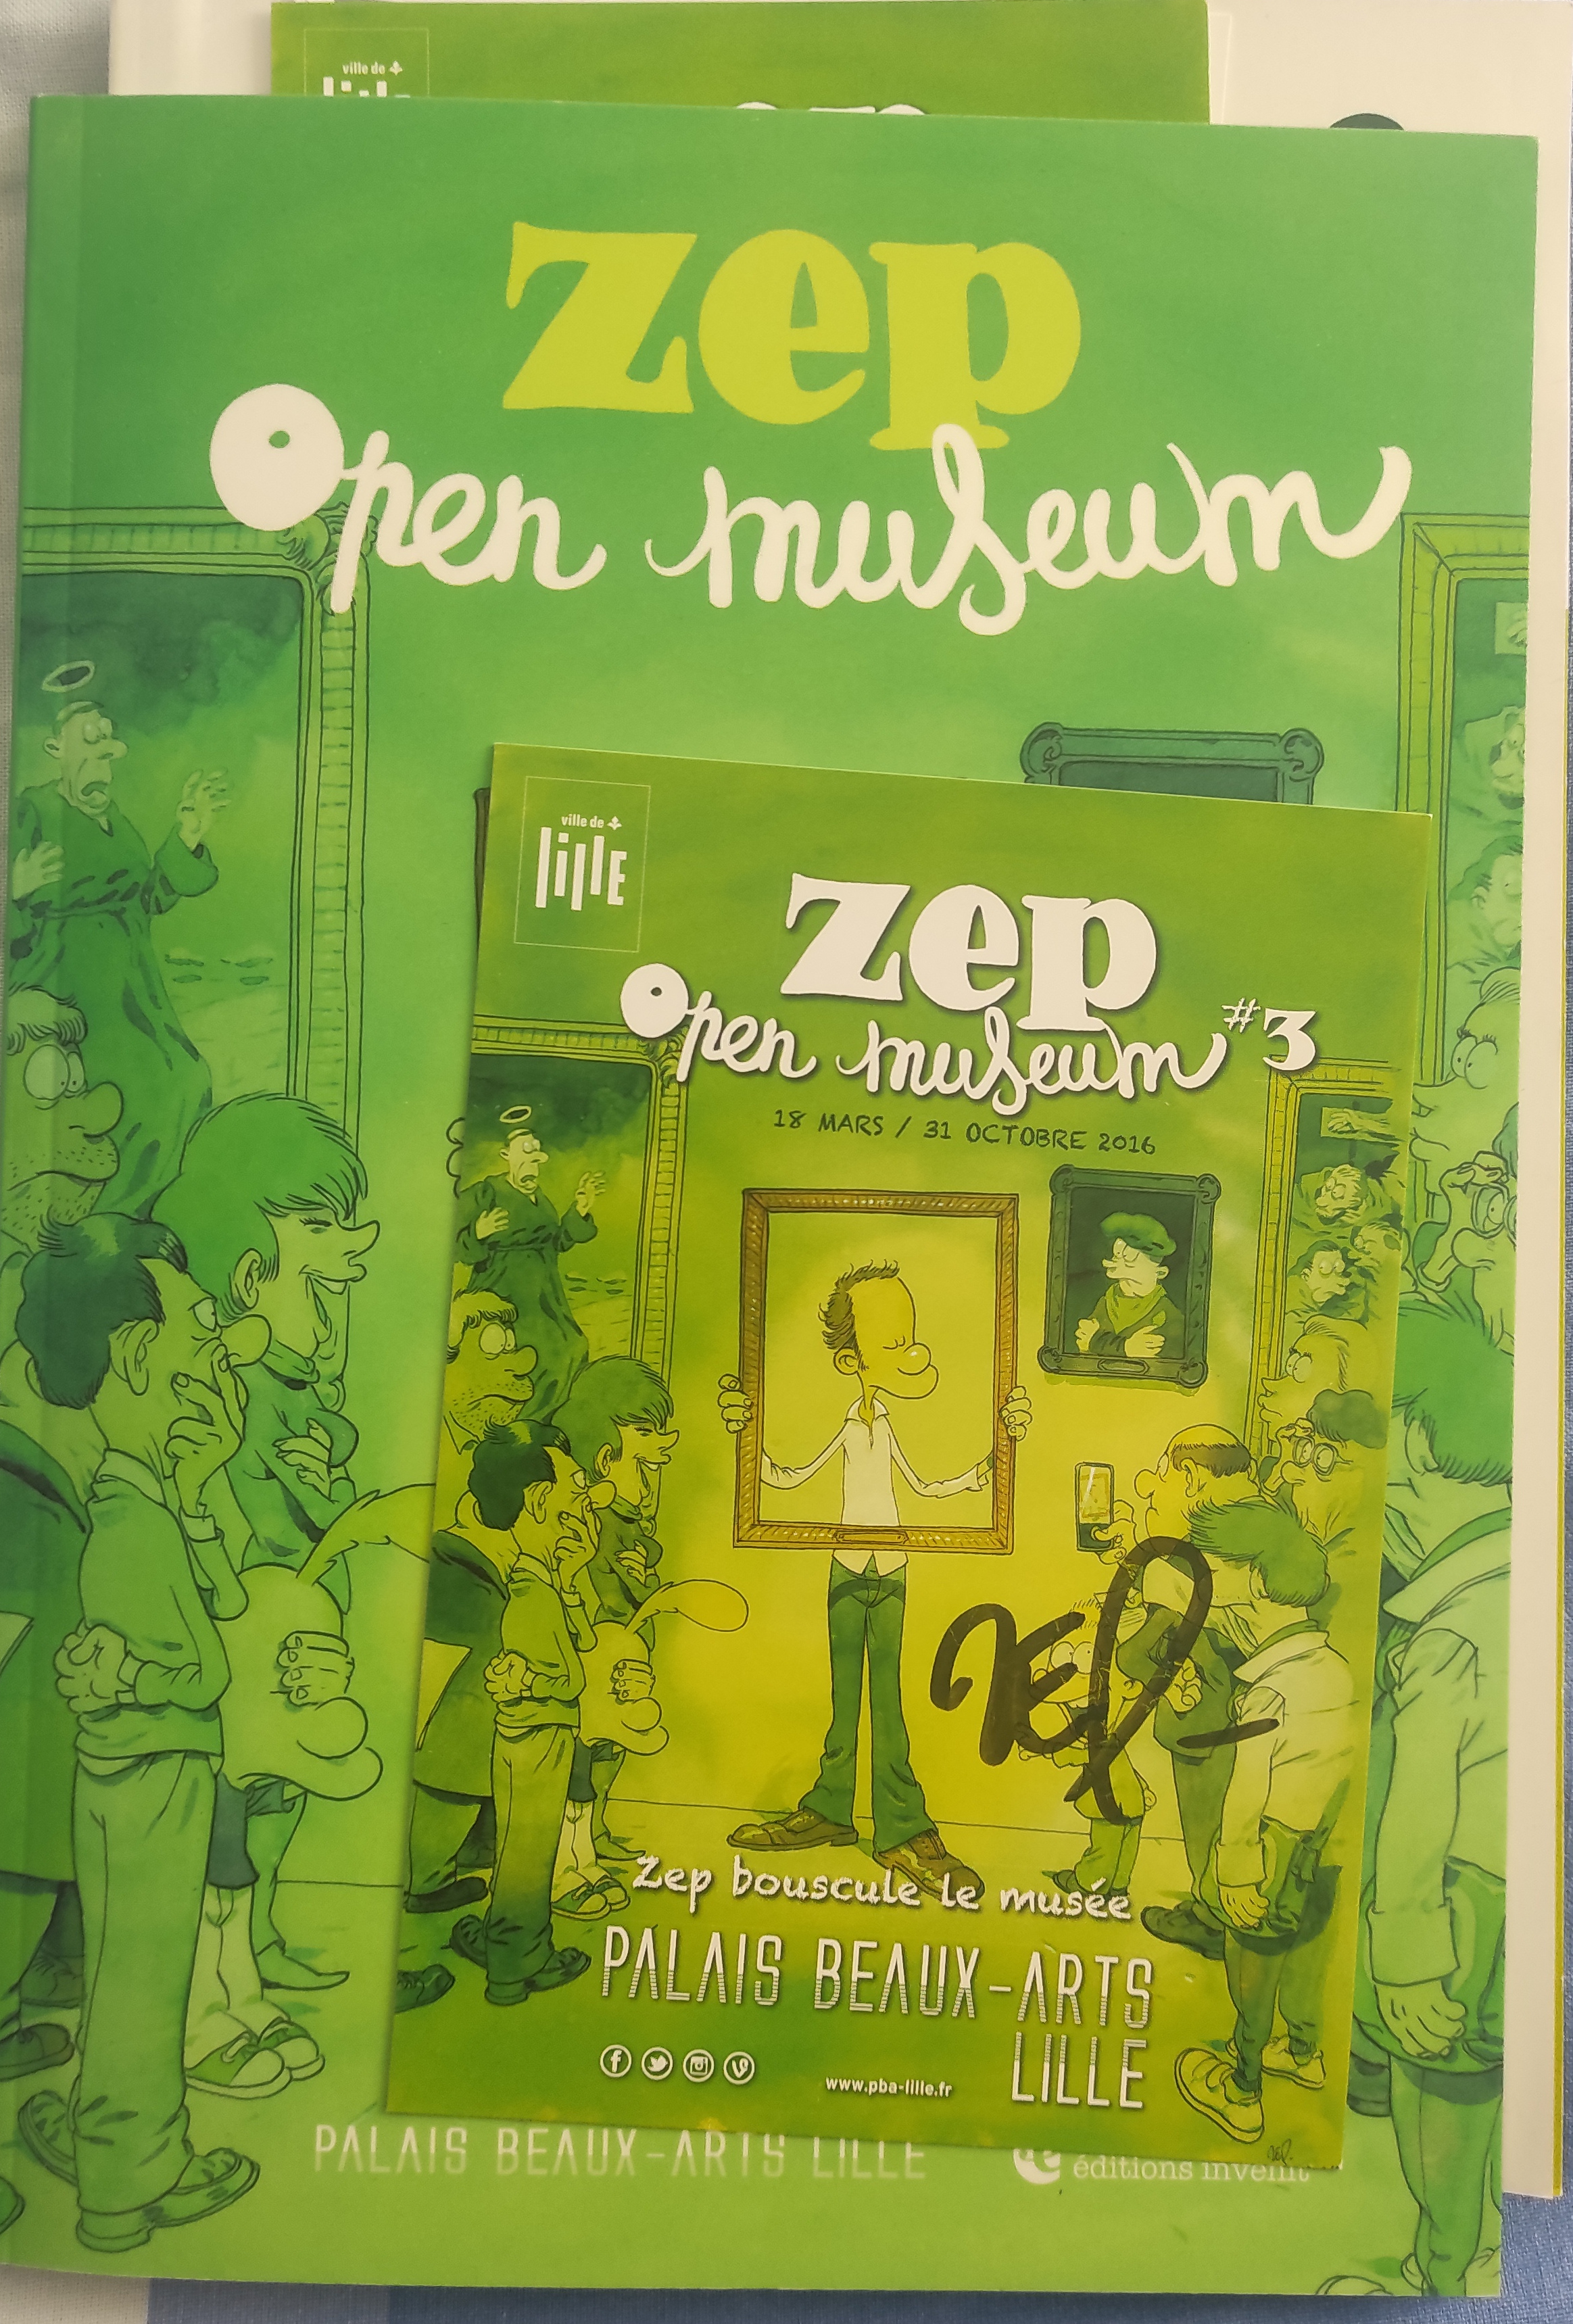 ville de
zep
Open museum
ville de
lillE
zep
Open museum #3
18 MARS / 31 OCTOBRE 2016
ZEP
Zep bouscule le musée
PALAIS BEAUX-ARTS
LILLE
www.pba-lille.fr
PALAIS BEAUX-ARTS LILLE
éditions invenit